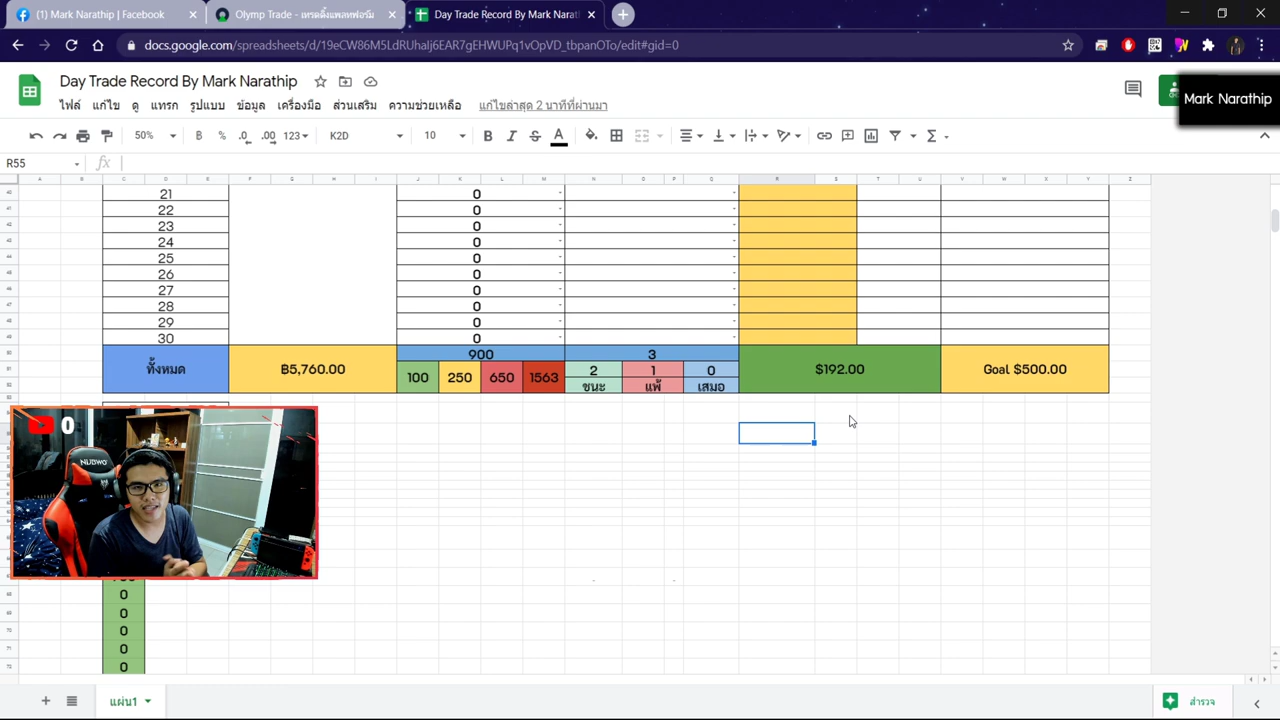 (1) Mark Narathip | Facebook
Olymp Trade - เทรดดิ้งแพลทฟอร์ม
Day Trade Record By Mark Narat
docs.google.com/spreadsheets/d/19eCW86M5LdRUhaIj6EAR7gEHWUPq1vOpVD_tbpanOTo/edit#gid=0
Day Trade Record By Mark Narathip
Mark Narathip
ไฟล์ แก้ไข ดู แทรก รูปแบบ ข้อมูล เครื่องมือ ส่วนเสริม ความช่วยเหลือ แก้ไขล่าสุด 2 นาทีที่ผ่านมา
50% ฿ % .0 .00 123 K2D 10 B I S A
R55 fx
21 0
22 0
23 0
24 0
25 0
26 0
27 0
28 0
29 0
30 0
ทั้งหมด ฿5,760.00 900 3 $192.00 Goal $500.00
100 250 650 1563 2 1 0
ชนะ แพ้ เสมอ
0
NUBWO
0
0
0
0
0
แผ่น1 สำรวจ